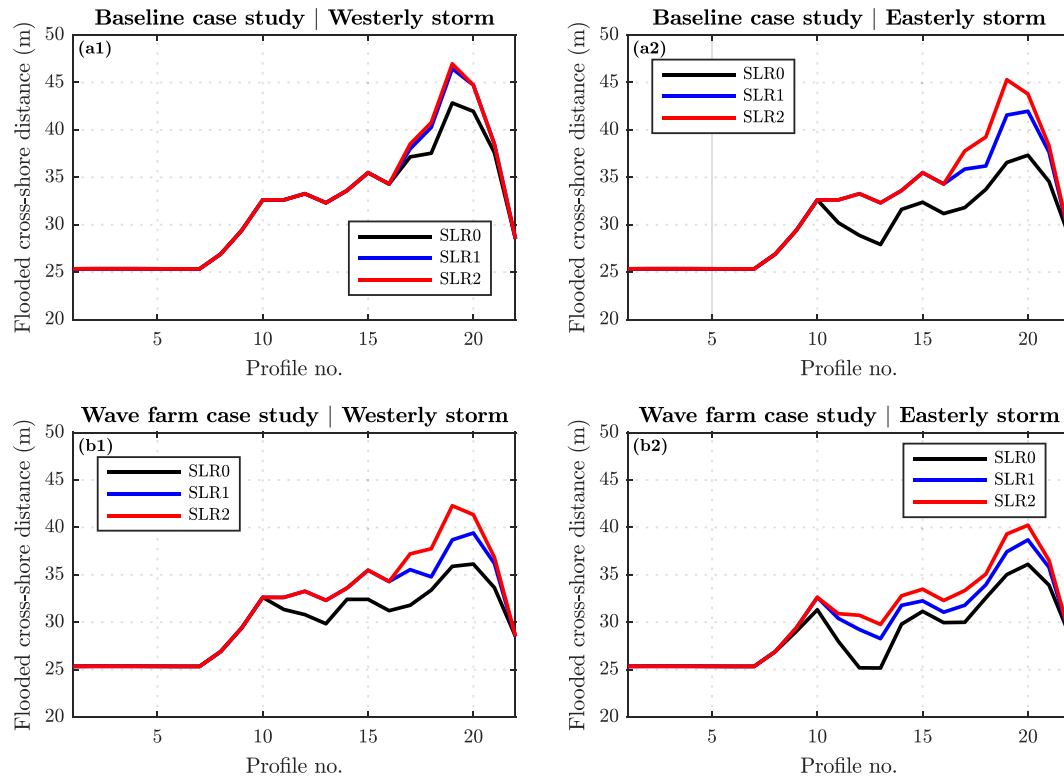 Baseline case study | Westerly storm
(a1)
Flooded cross-shore distance (m)
50
45
40
35
30
25
20
SLR0
SLR1
SLR2
5
10
15
20
Profile no.
Baseline case study | Easterly storm
(a2)
Flooded cross-shore distance (m)
50
45
40
35
30
25
20
SLR0
SLR1
SLR2
5
10
15
20
Profile no.
Wave farm case study | Westerly storm
(b1)
Flooded cross-shore distance (m)
50
45
40
35
30
25
20
SLR0
SLR1
SLR2
5
10
15
20
Profile no.
Wave farm case study | Easterly storm
(b2)
Flooded cross-shore distance (m)
50
45
40
35
30
25
20
SLR0
SLR1
SLR2
5
10
15
20
Profile no.